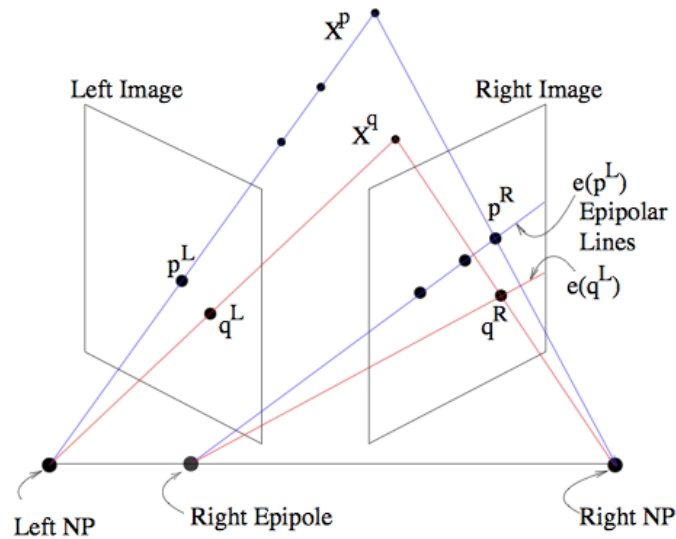 X^p
Left Image
Right Image
X^q
e(p^L)
p^R
Epipolar
Lines
p^L
e(q^L)
q^L
q^R
Left NP
Right Epipole
Right NP